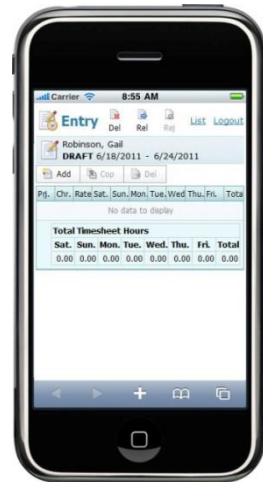 Carrier 8:55 AM
Entry Del Rel Rej List Logout
Robinson, Gail
DRAFT 6/18/2011 - 6/24/2011
Add Cop Del
Prj. Chr. Rate Sat. Sun. Mon. Tue. Wed Thu. Fri. Tota
No data to display
Total Timesheet Hours
Sat. Sun. Mon. Tue. Wed. Thu. Fri. Total
0.00 0.00 0.00 0.00 0.00 0.00 0.00 0.00